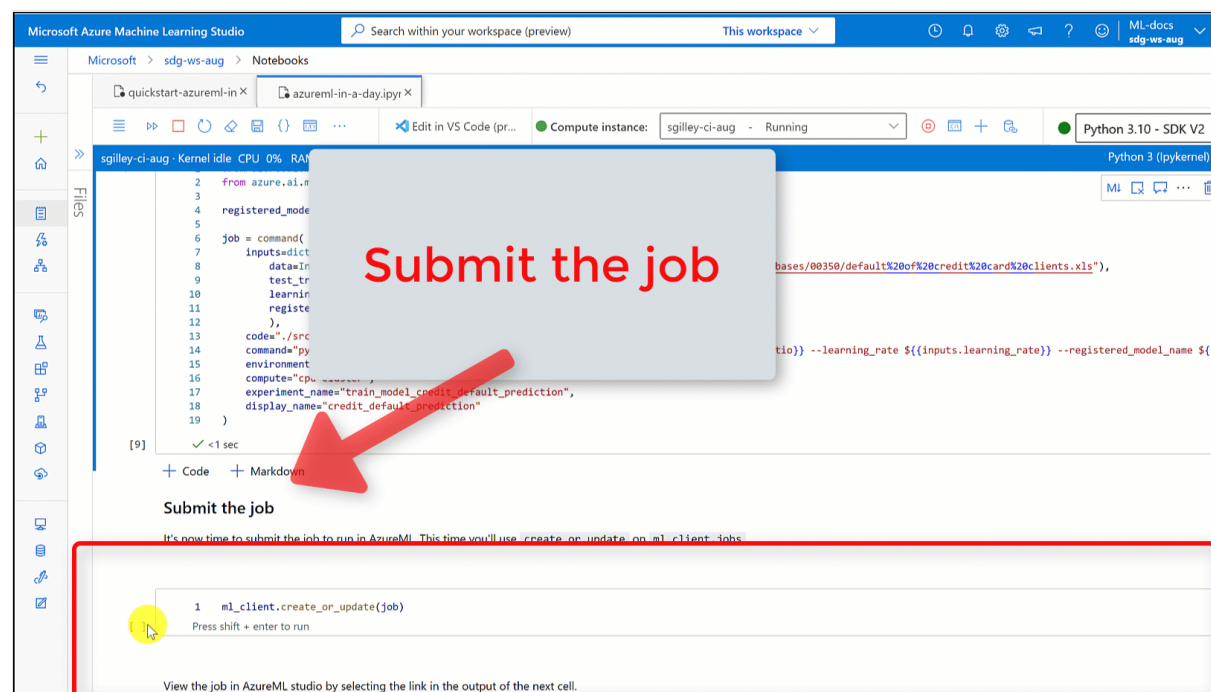 Microsoft Azure Machine Learning Studio
Search within your workspace (preview)
This workspace
ML-docs
sdg-ws-aug
Microsoft > sdg-ws-aug > Notebooks
quickstart-azureml-in ×
azureml-in-a-day.ipyr ×
Edit in VS Code (pr...
Compute instance:
sgilley-ci-aug - Running
Python 3.10 - SDK V2
sgilley-ci-aug · Kernel idle CPU 0% RAM
Python 3 (Ipykernel)
Files
M↓
2 from azure.ai.m
3
4 registered_mode
5
6 job = command(
7 inputs=dict
8 data=In
bases/00350/default%20of%20credit%20card%20clients.xls"),
9 test_tr
10 learnin
11 registe
12 ),
13 code="./src
14 command="py
tio}} --learning_rate ${{inputs.learning_rate}} --registered_model_name ${
15 environment
16 compute="cpu-cluster",
17 experiment_name="train_model_credit_default_prediction",
18 display_name="credit_default_prediction"
19 )
Submit the job
[9]
<1 sec
+ Code + Markdown
Submit the job
It's now time to submit the job to run in AzureML. This time you'll use create_or_update on ml_client.jobs
1 ml_client.create_or_update(job)
[ ]
Press shift + enter to run
View the job in AzureML studio by selecting the link in the output of the next cell.